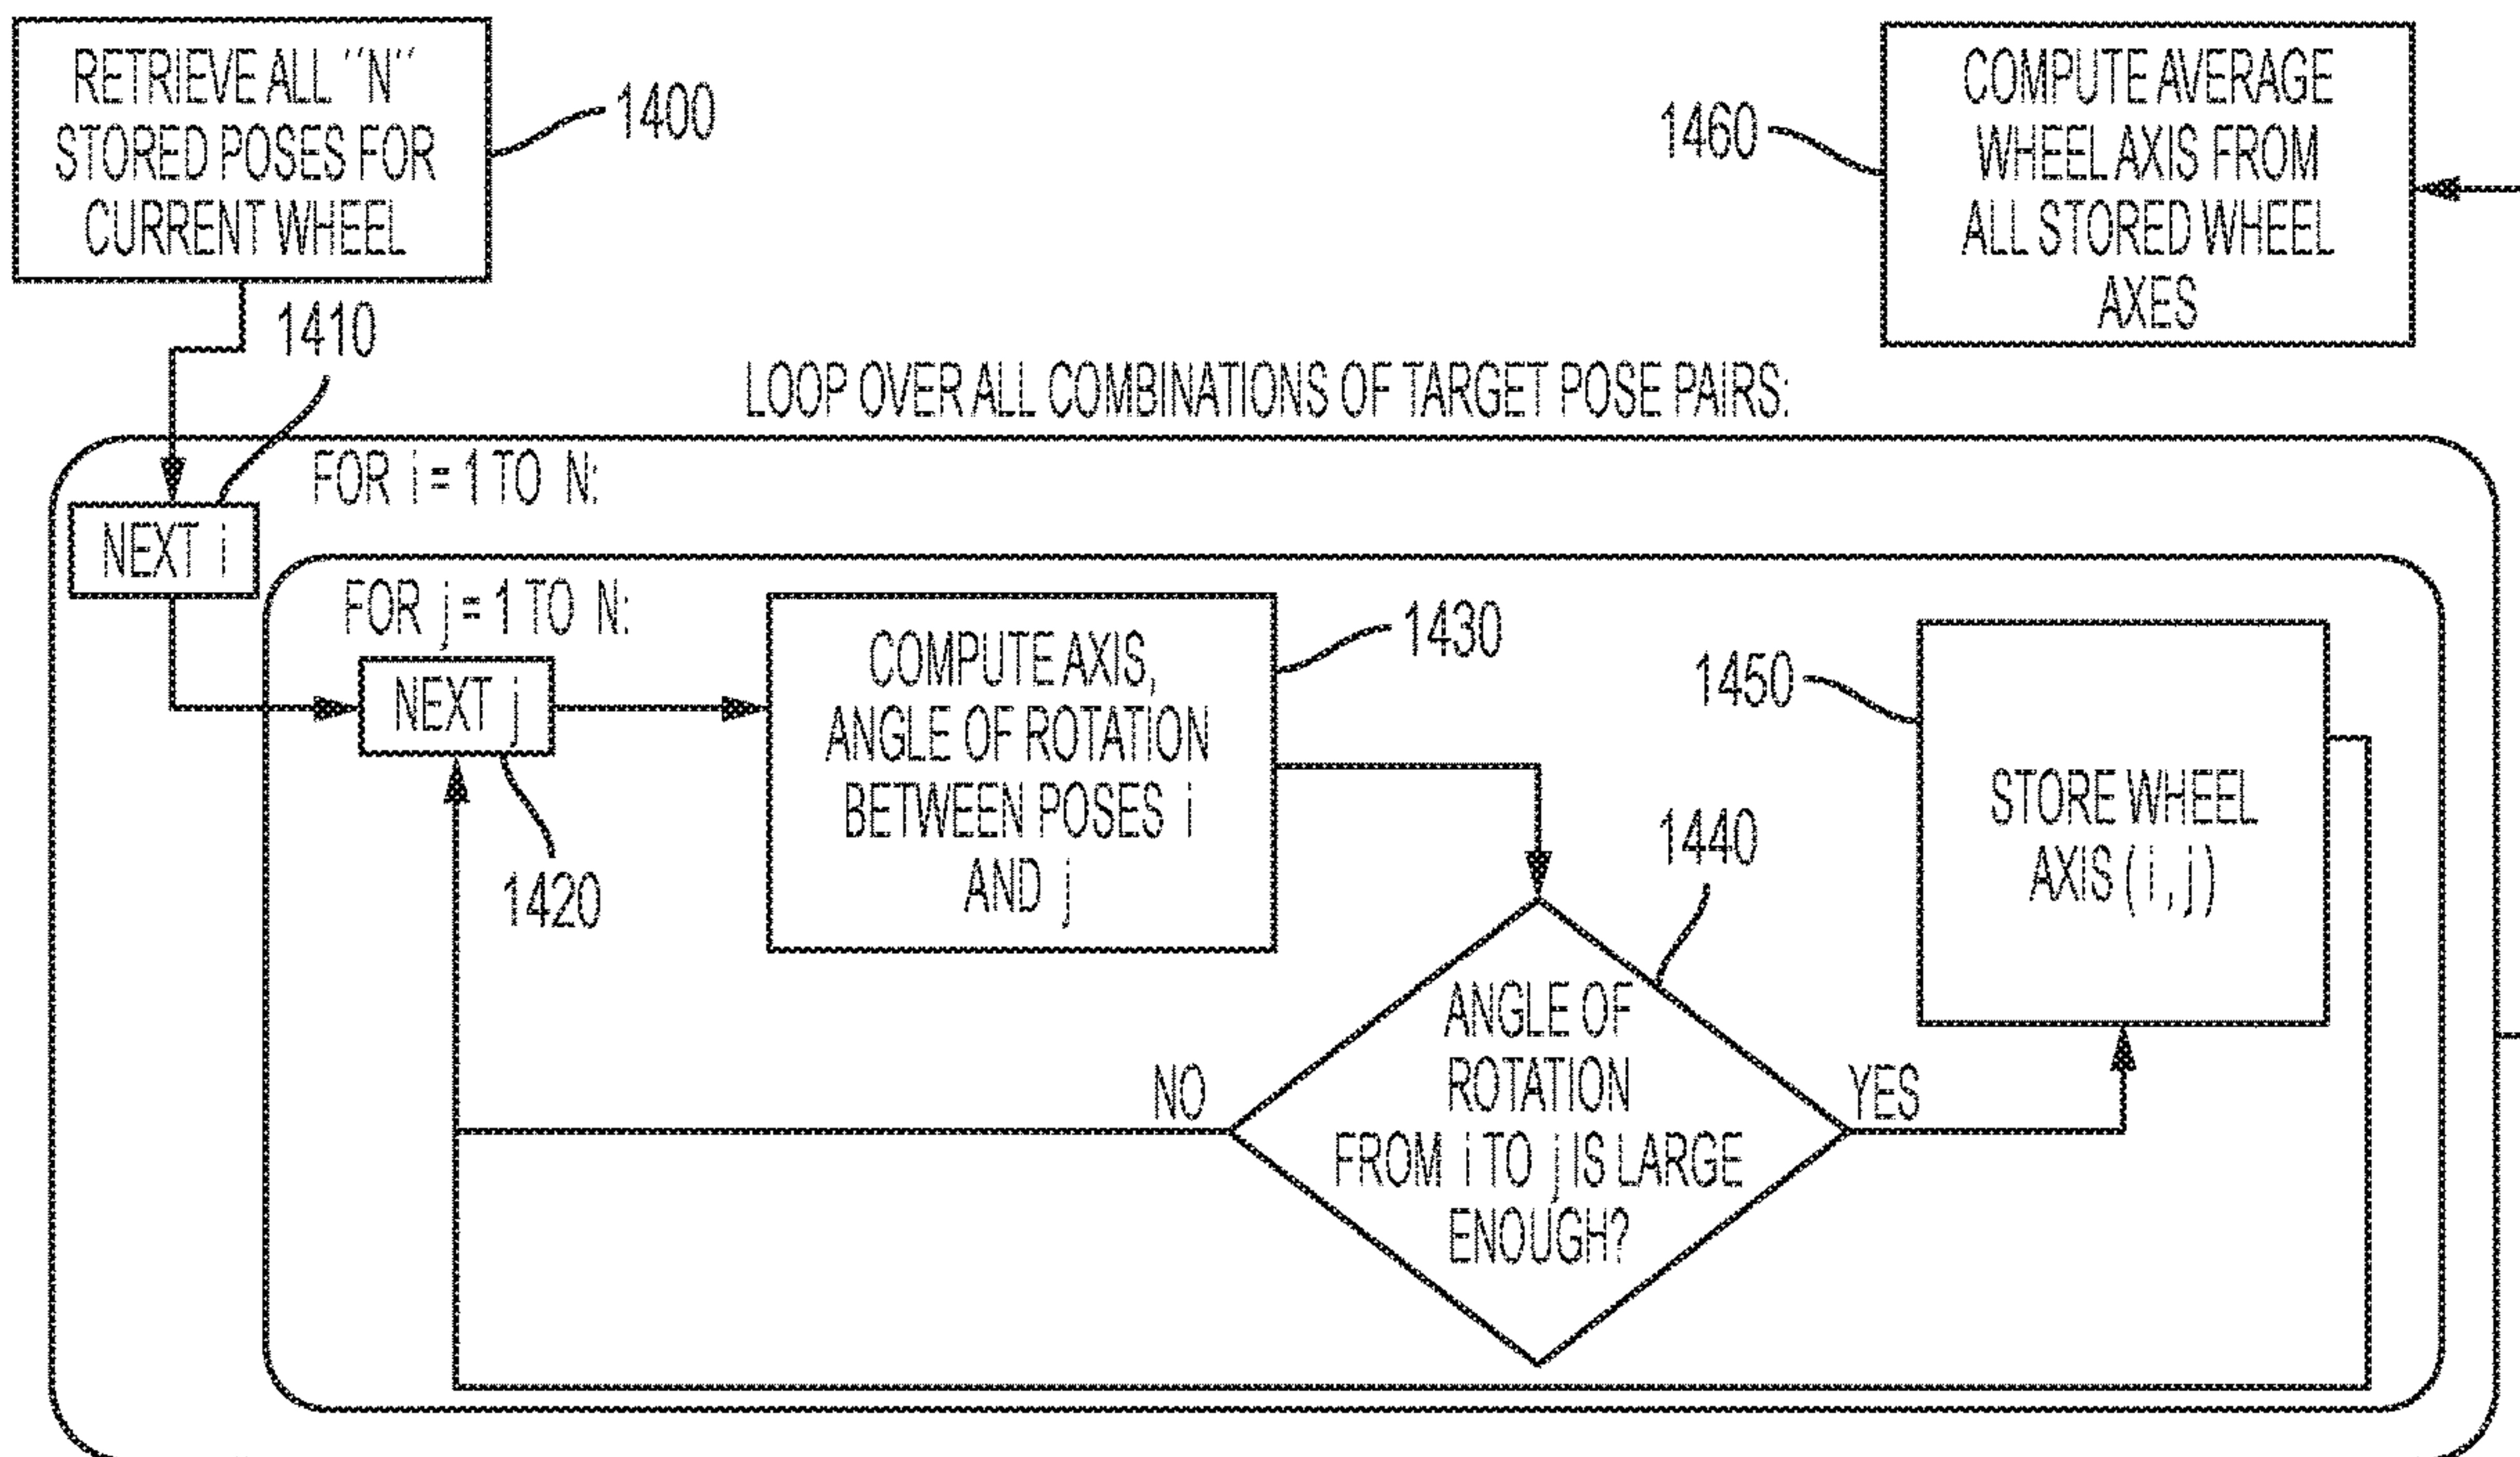 RETRIEVE ALL "N"
STORED POSES FOR
CURRENT WHEEL
1400
1410
1460
COMPUTE AVERAGE
WHEEL AXIS FROM
ALL STORED WHEEL
AXES
LOOP OVER ALL COMBINATIONS OF TARGET POSE PAIRS:
FOR i = 1 TO N:
NEXT i
FOR j = 1 TO N:
NEXT j
1420
COMPUTE AXIS,
ANGLE OF ROTATION
BETWEEN POSES i
AND j
1430
1440
ANGLE OF
ROTATION
FROM i TO j IS LARGE
ENOUGH?
NO
YES
1450
STORE WHEEL
AXIS ( i , j )